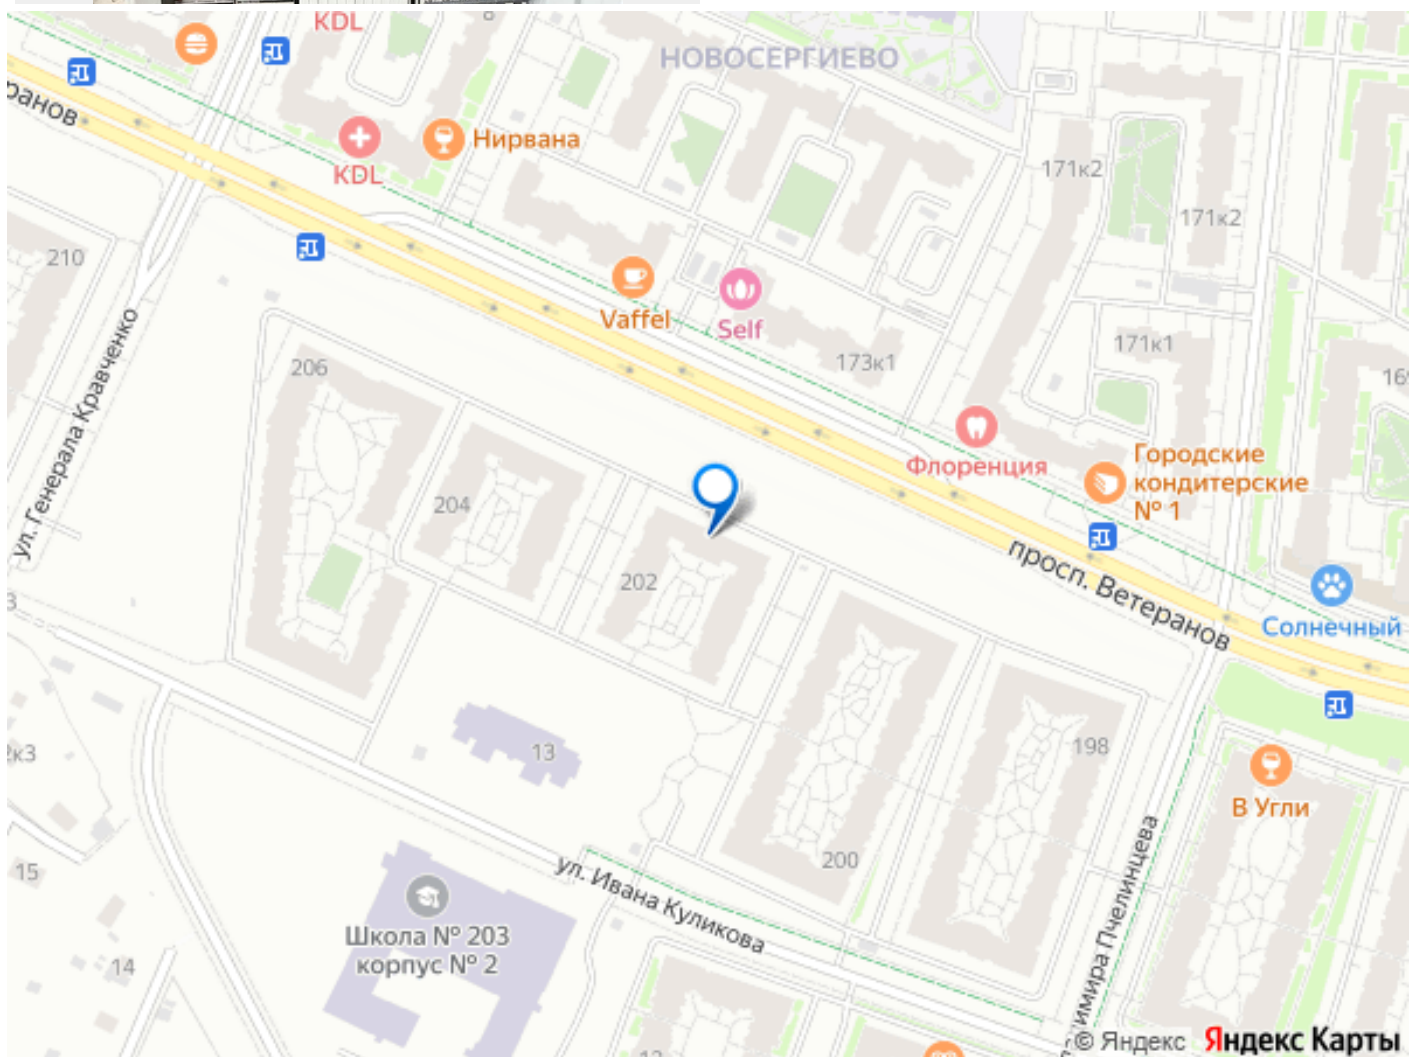 KDL
8
НОВОСЕРГИЕВО
Нирвана
KDL
171к2
171к2
210
Vaffel
Self
173к1
171к1
206
ул. Генерала Кравченко
Флоренция
Городские
кондитерские
№ 1
204
202
просп. Ветеранов
Солнечный
13
198
В Угли
200
15
ул. Ивана Куликова
Школа № 203
корпус № 2
14
© Яндекс Яндекс Карты